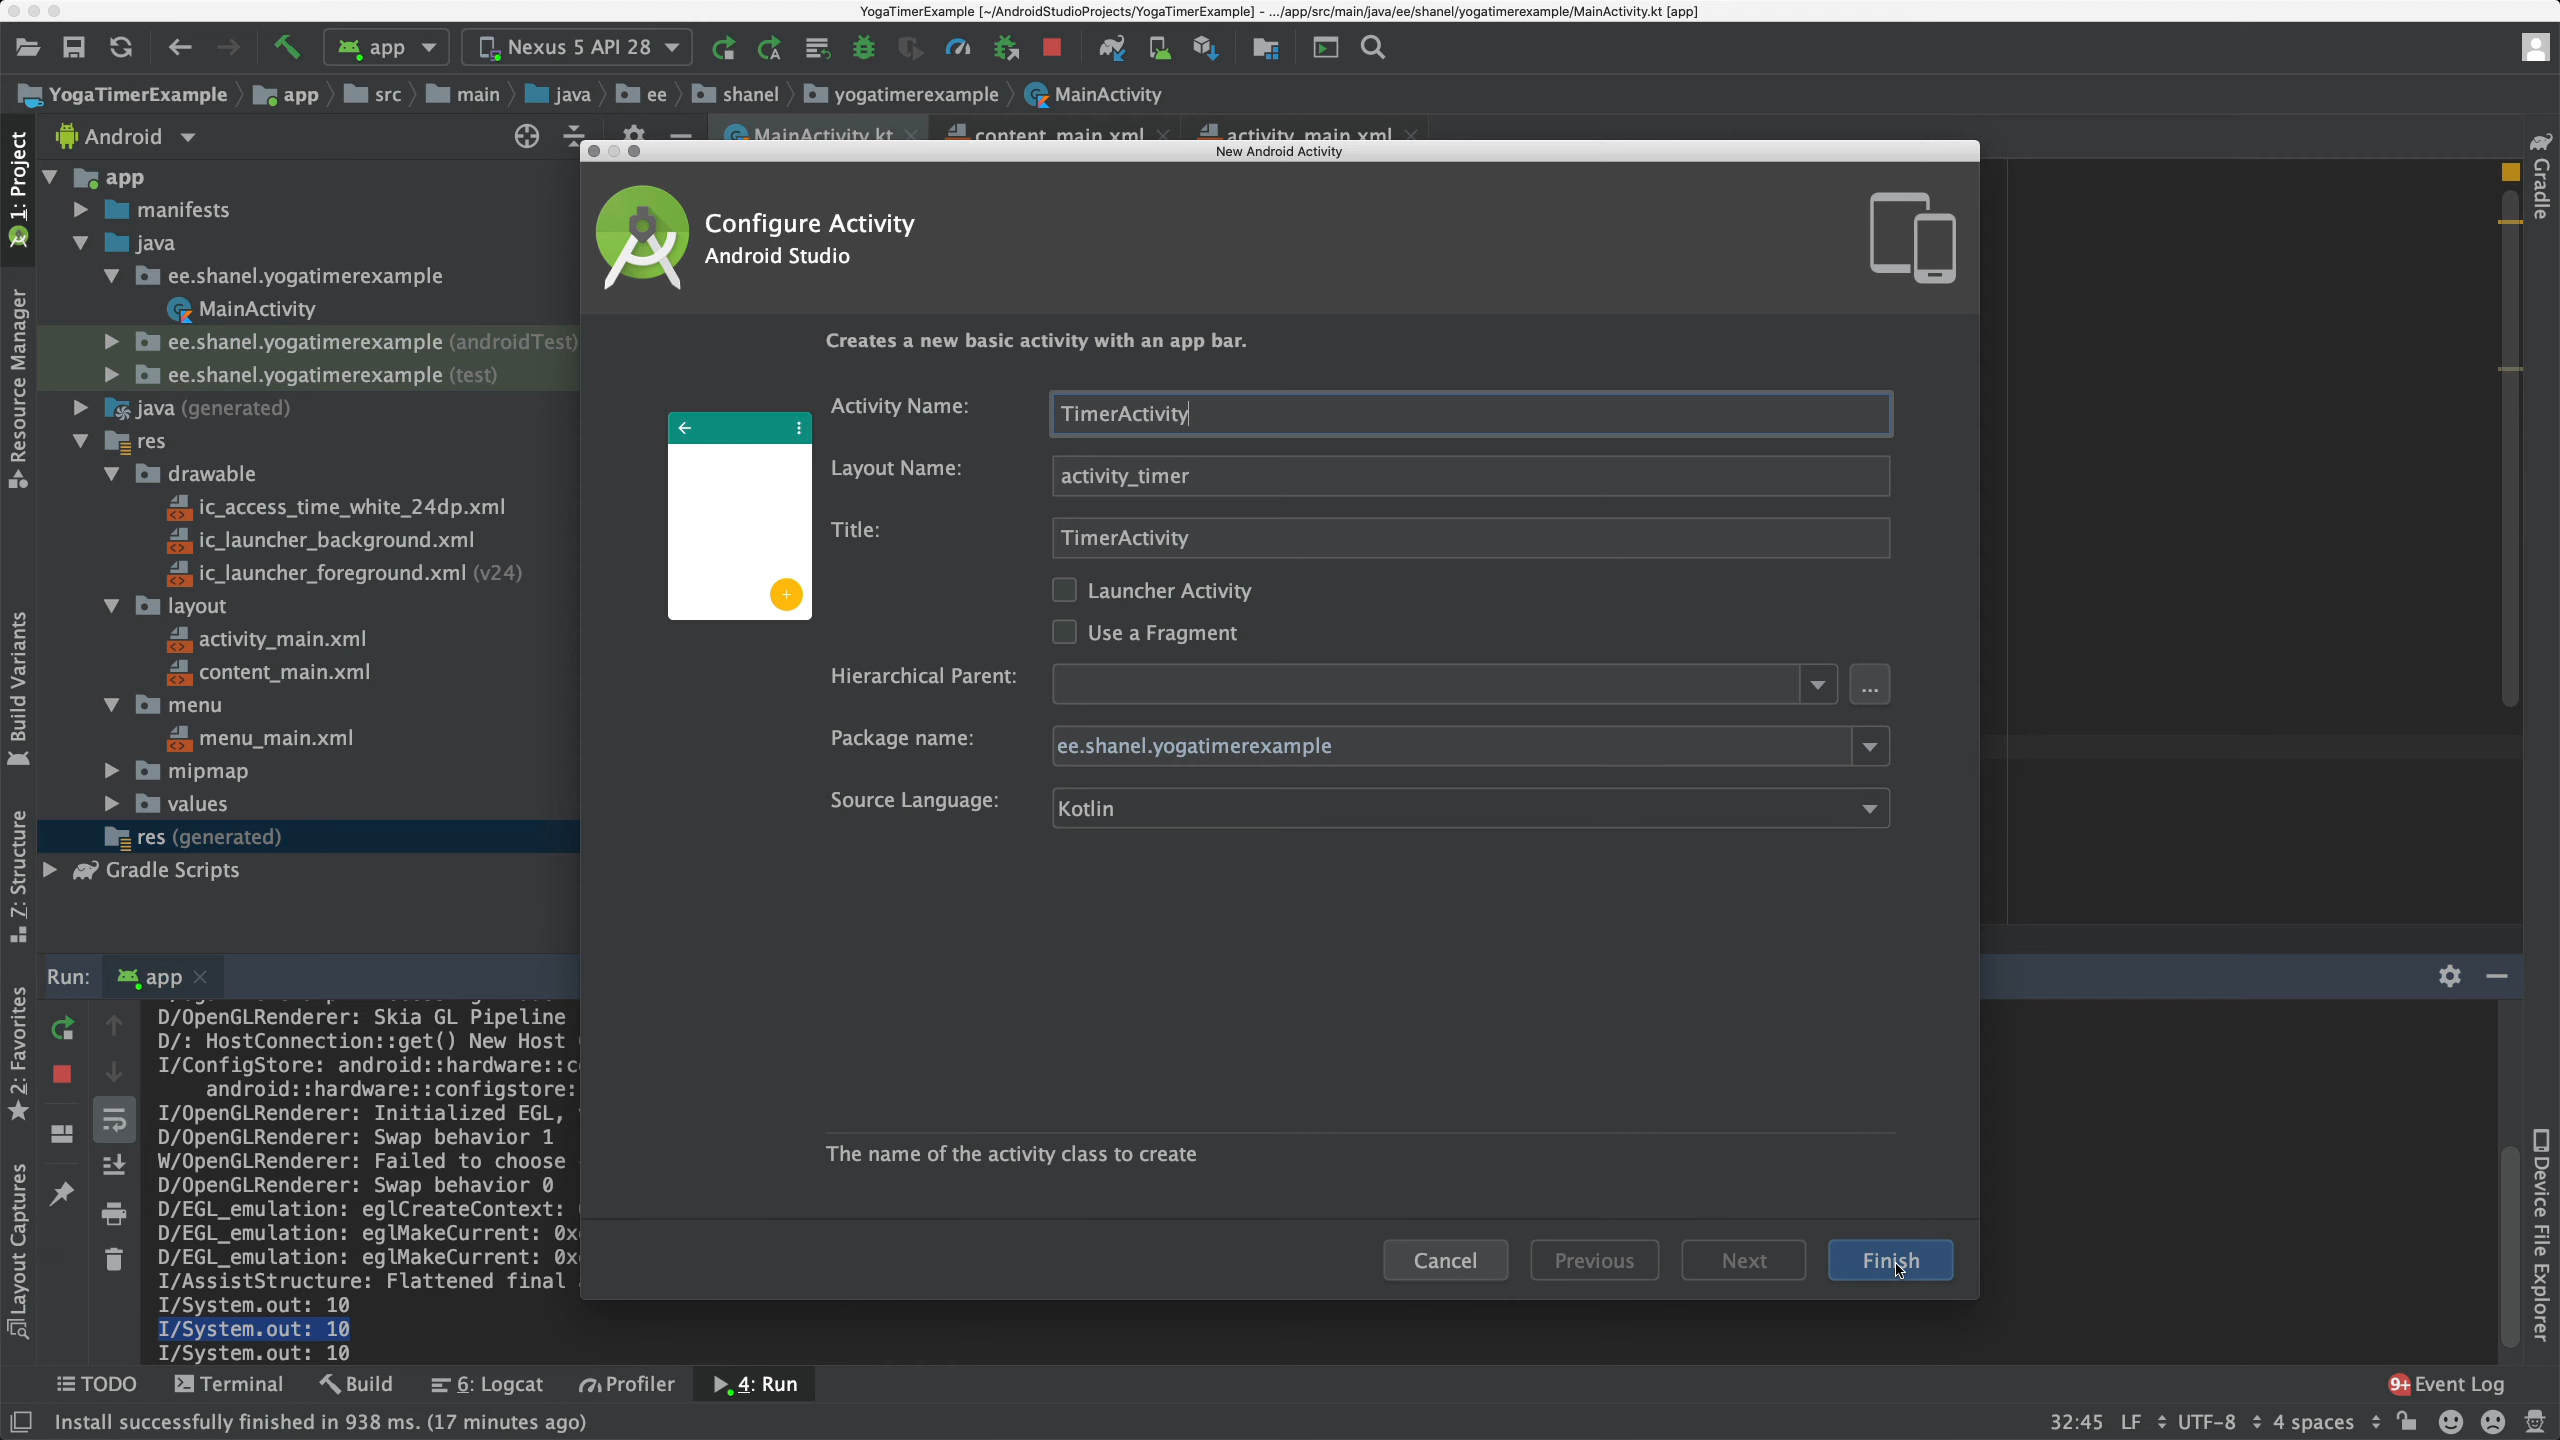 YogaTimerExample [~/AndroidStudioProjects/YogaTimerExample] - .../app/src/main/java/ee/shanel/yogatimerexample/MainActivity.kt [app]
app
Nexus 5 API 28
YogaTimerExample app src main java ee shanel yogatimerexample MainActivity
Android
MainActivity.kt
content_main.xml
activity_main.xml
1: Project
Resource Manager
Build Variants
Z: Structure
2: Favorites
Layout Captures
app
manifests
java
ee.shanel.yogatimerexample
MainActivity
ee.shanel.yogatimerexample (androidTest)
ee.shanel.yogatimerexample (test)
java (generated)
res
drawable
ic_access_time_white_24dp.xml
ic_launcher_background.xml
ic_launcher_foreground.xml (v24)
layout
activity_main.xml
content_main.xml
menu
menu_main.xml
mipmap
values
res (generated)
Gradle Scripts
New Android Activity
Configure Activity
Android Studio
Creates a new basic activity with an app bar.
Activity Name: TimerActivity
Layout Name: activity_timer
Title: TimerActivity
Launcher Activity
Use a Fragment
Hierarchical Parent: ...
Package name: ee.shanel.yogatimerexample
Source Language: Kotlin
The name of the activity class to create
Cancel
Previous
Next
Finish
Gradle
Device File Explorer
Run: app
D/OpenGLRenderer: Skia GL Pipeline
D/: HostConnection::get() New Host
I/ConfigStore: android::hardware::c
android::hardware::configstore:
I/OpenGLRenderer: Initialized EGL,
D/OpenGLRenderer: Swap behavior 1
W/OpenGLRenderer: Failed to choose
D/OpenGLRenderer: Swap behavior 0
D/EGL_emulation: eglCreateContext:
D/EGL_emulation: eglMakeCurrent: 0x
D/EGL_emulation: eglMakeCurrent: 0x
I/AssistStructure: Flattened final
I/System.out: 10
I/System.out: 10
I/System.out: 10
TODO
Terminal
Build
6: Logcat
Profiler
4: Run
9+ Event Log
Install successfully finished in 938 ms. (17 minutes ago)
32:45 LF UTF-8 4 spaces